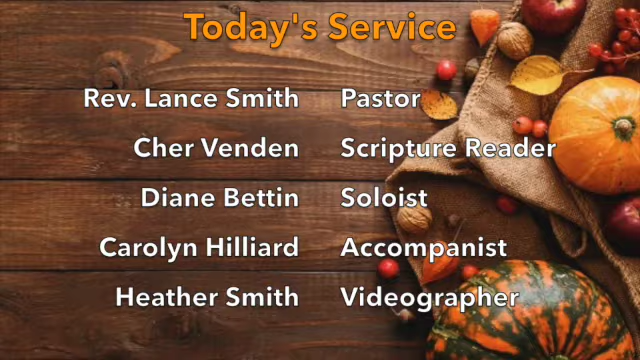 Today's Service
Rev. Lance Smith Pastor
Cher Venden Scripture Reader
Diane Bettin Soloist
Carolyn Hilliard Accompanist
Heather Smith Videographer